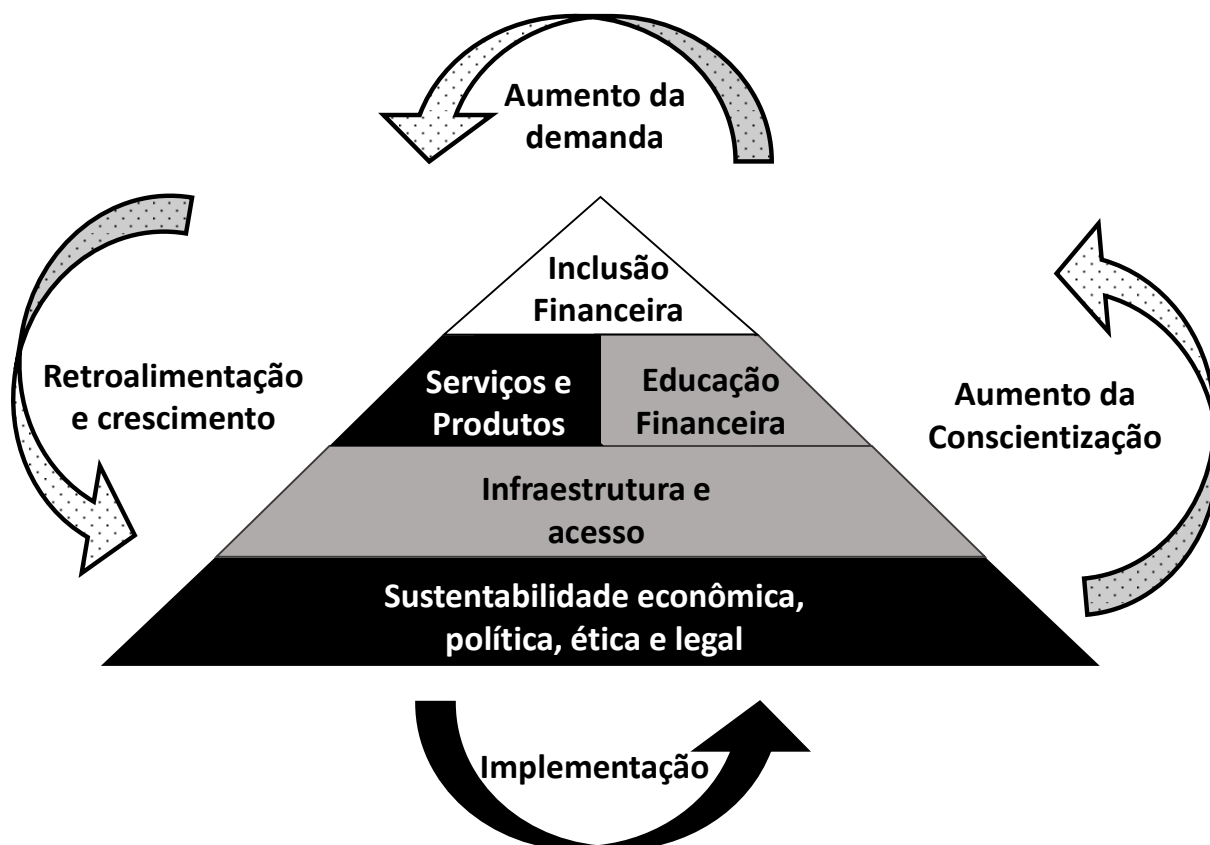 Aumento da
demanda
Inclusão
Financeira
Retroalimentação
e crescimento
Serviços e
Produtos
Educação
Financeira
Aumento da
Conscientização
Infraestrutura e
acesso
Sustentabilidade econômica,
política, ética e legal
Implementação